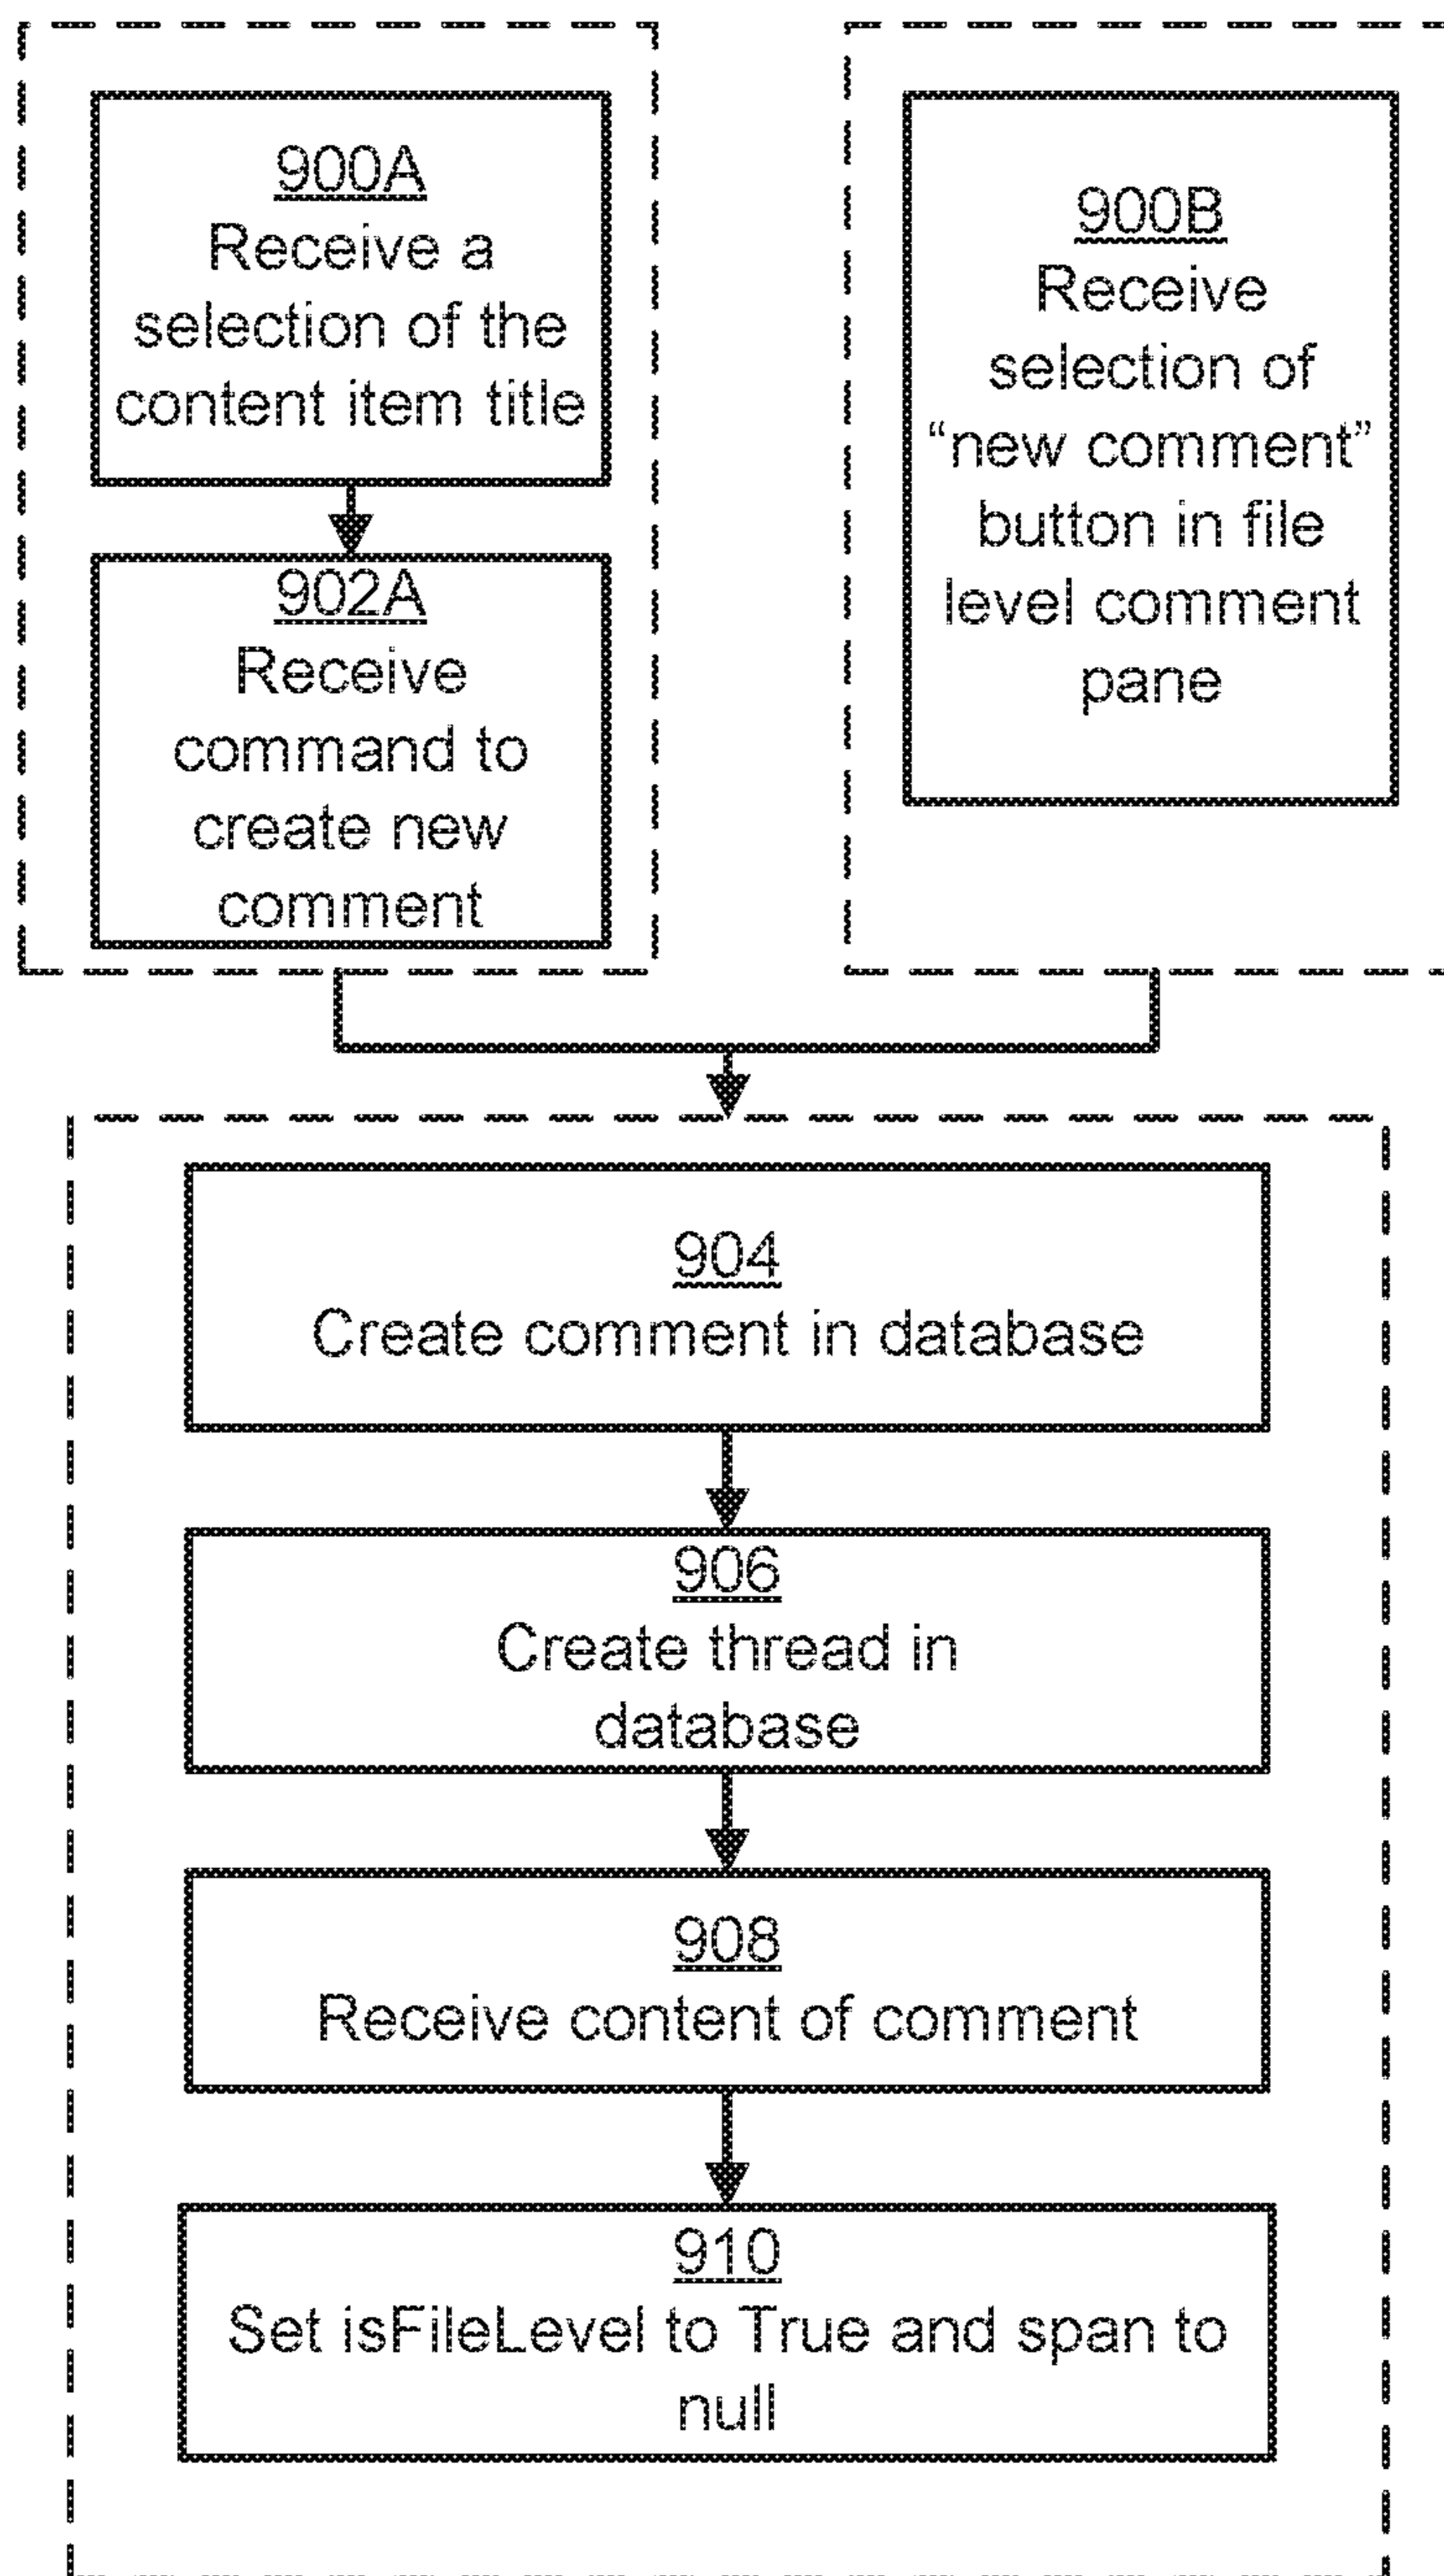 900A
Receive a
selection of the
content item title
902A
Receive
command to
create new
comment
900B
Receive
selection of
“new comment”
button in file
level comment
pane
904
Create comment in database
906
Create thread in
database
908
Receive content of comment
910
Set isFileLevel to True and span to
null